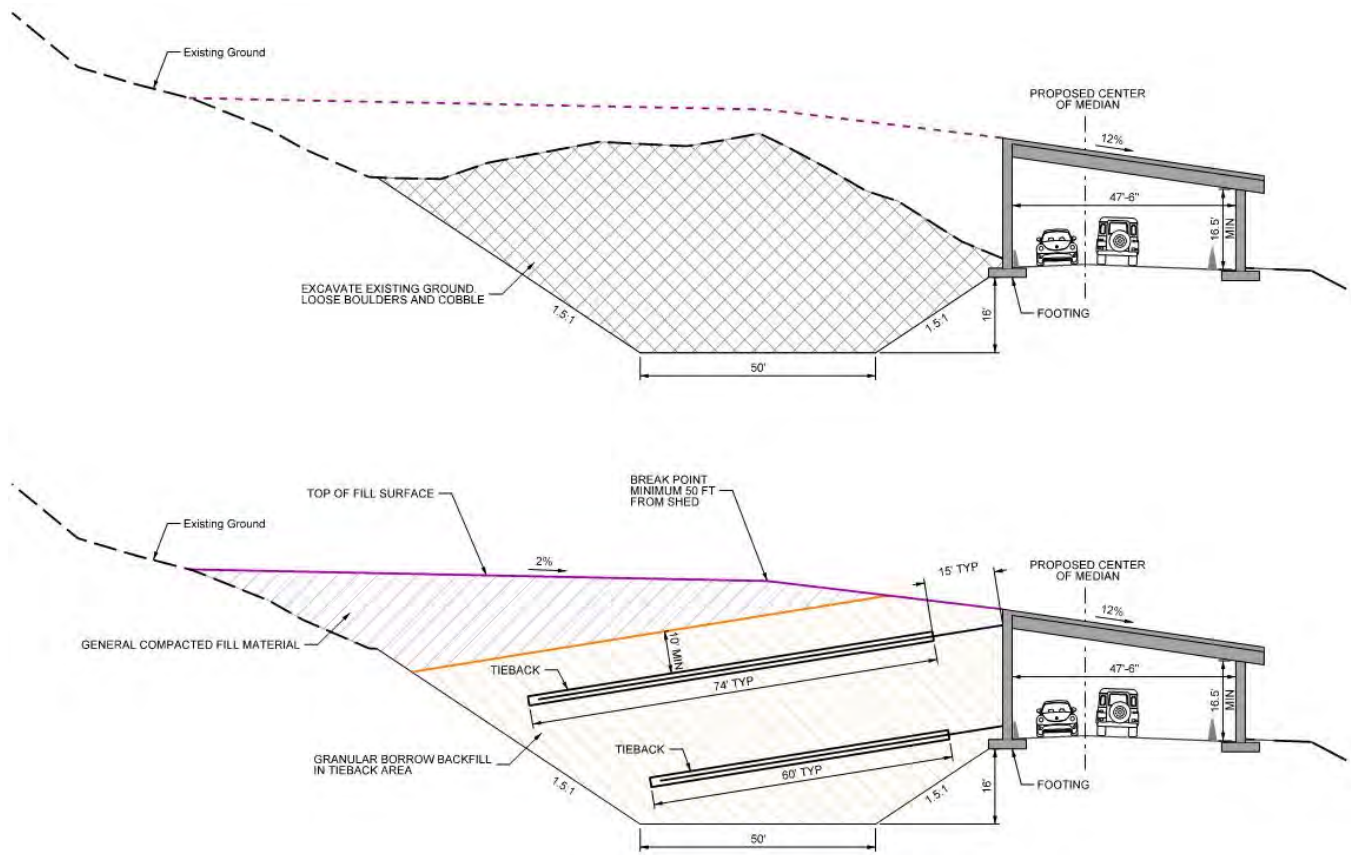 Existing Ground
PROPOSED CENTER
OF MEDIAN
12%
47'-6"
16.5'
MIN
EXCAVATE EXISTING GROUND
LOOSE BOULDERS AND COBBLE
1.5:1
1.5:1
16'
FOOTING
50'
TOP OF FILL SURFACE
BREAK POINT
MINIMUM 50 FT
FROM SHED
Existing Ground
2%
15' TYP
PROPOSED CENTER
OF MEDIAN
12%
GENERAL COMPACTED FILL MATERIAL
10' MIN
TIEBACK
74' TYP
47'-6"
16.5'
MIN
GRANULAR BORROW BACKFILL
IN TIEBACK AREA
TIEBACK
60' TYP
1.5:1
1.5:1
16'
FOOTING
50'